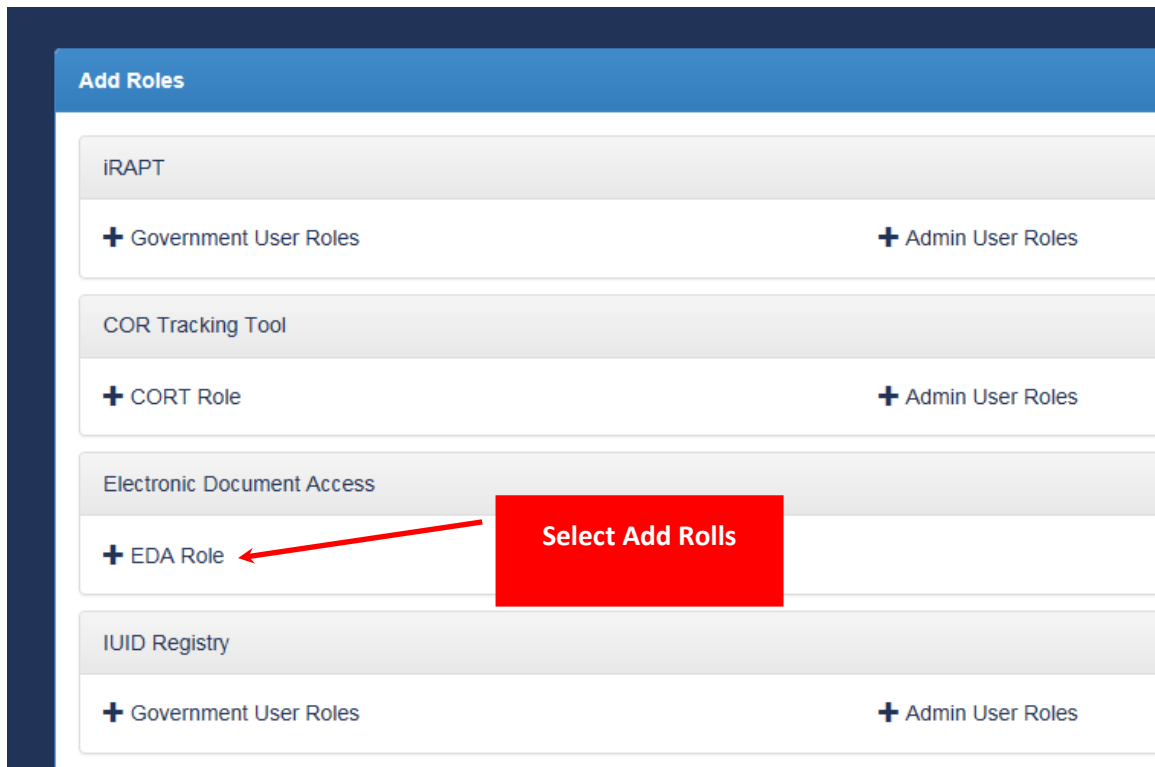 Add Roles
iRAPT
Government User Roles
Admin User Roles
COR Tracking Tool
CORT Role
Admin User Roles
Electronic Document Access
Select Add Rolls
EDA Role
IUID Registry
Government User Roles
Admin User Roles